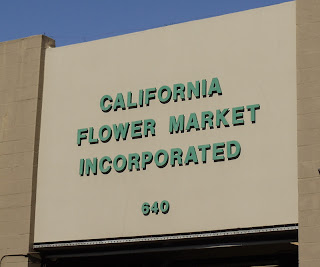 CALIFORNIA
FLOWER MARKET
INCORPORATED
640